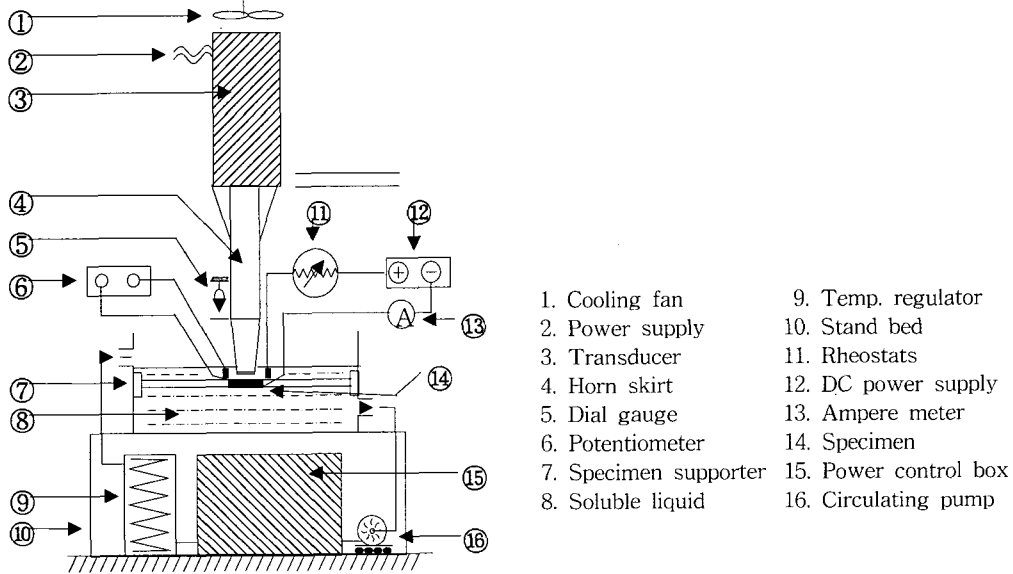 ①
②
③
④
⑤
⑥
⑪
⑫
+ −
A
⑬
⑦
⑭
⑧
⑨
⑮
⑩
⑯
1. Cooling fan
2. Power supply
3. Transducer
4. Horn skirt
5. Dial gauge
6. Potentiometer
7. Specimen supporter
8. Soluble liquid
9. Temp. regulator
10. Stand bed
11. Rheostats
12. DC power supply
13. Ampere meter
14. Specimen
15. Power control box
16. Circulating pump